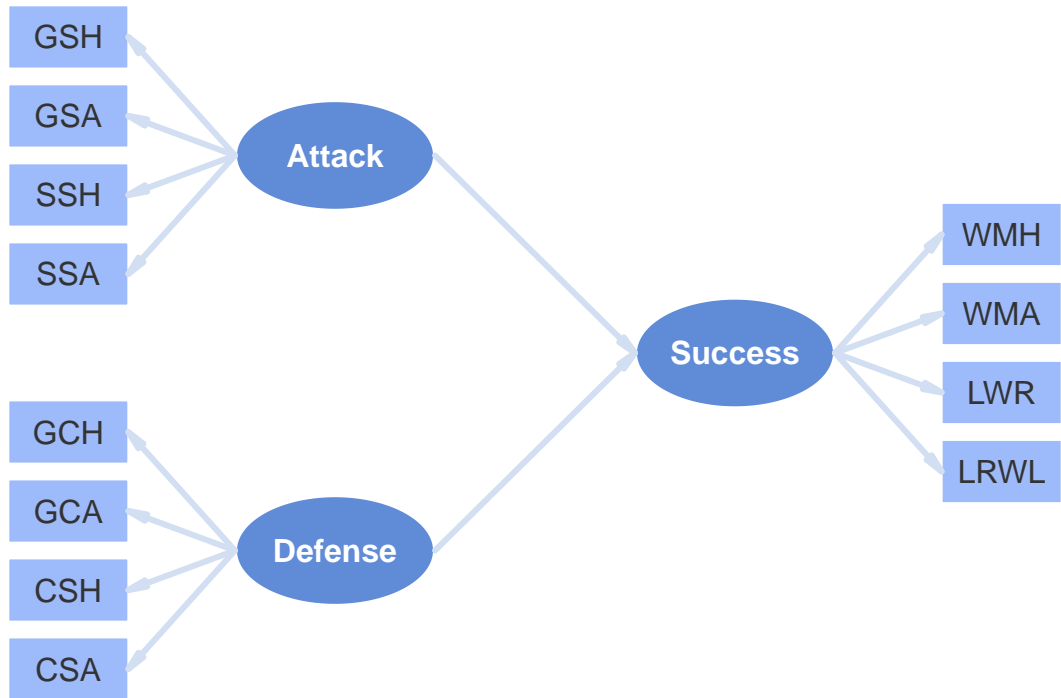 GSH
GSA
SSH
SSA
Attack
GCH
GCA
CSH
CSA
Defense
Success
WMH
WMA
LWR
LRWL